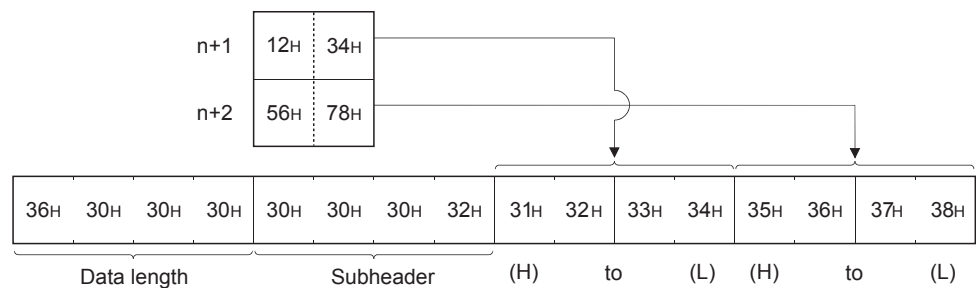 n+1 12H 34H
n+2 56H 78H
36H 30H 30H 30H 30H 30H 30H 32H 31H 32H 33H 34H 35H 36H 37H 38H
Data length Subheader (H) to (L) (H) to (L)